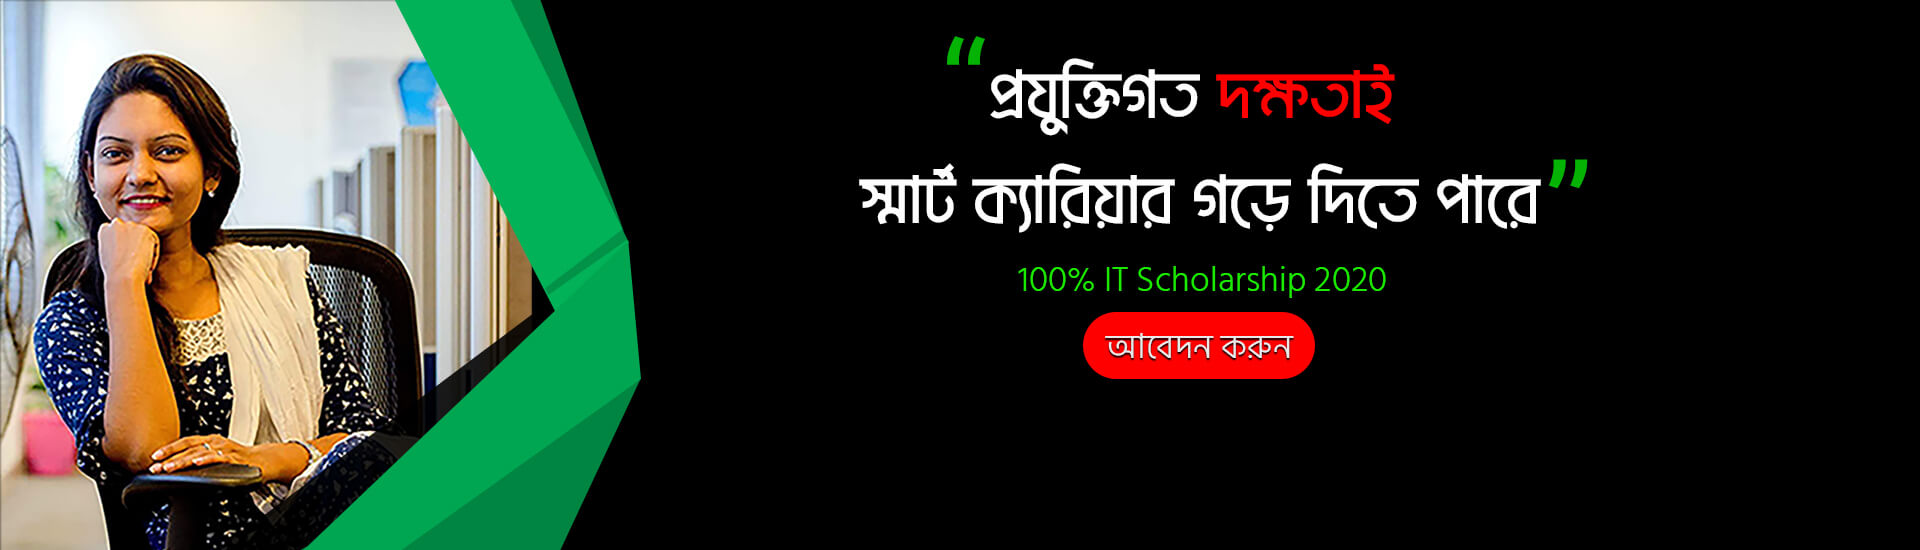 “প্রযুক্তিগত দক্ষতাই
স্মার্ট ক্যারিয়ার গড়ে দিতে পারে”
100% IT Scholarship 2020
আবেদন করুন